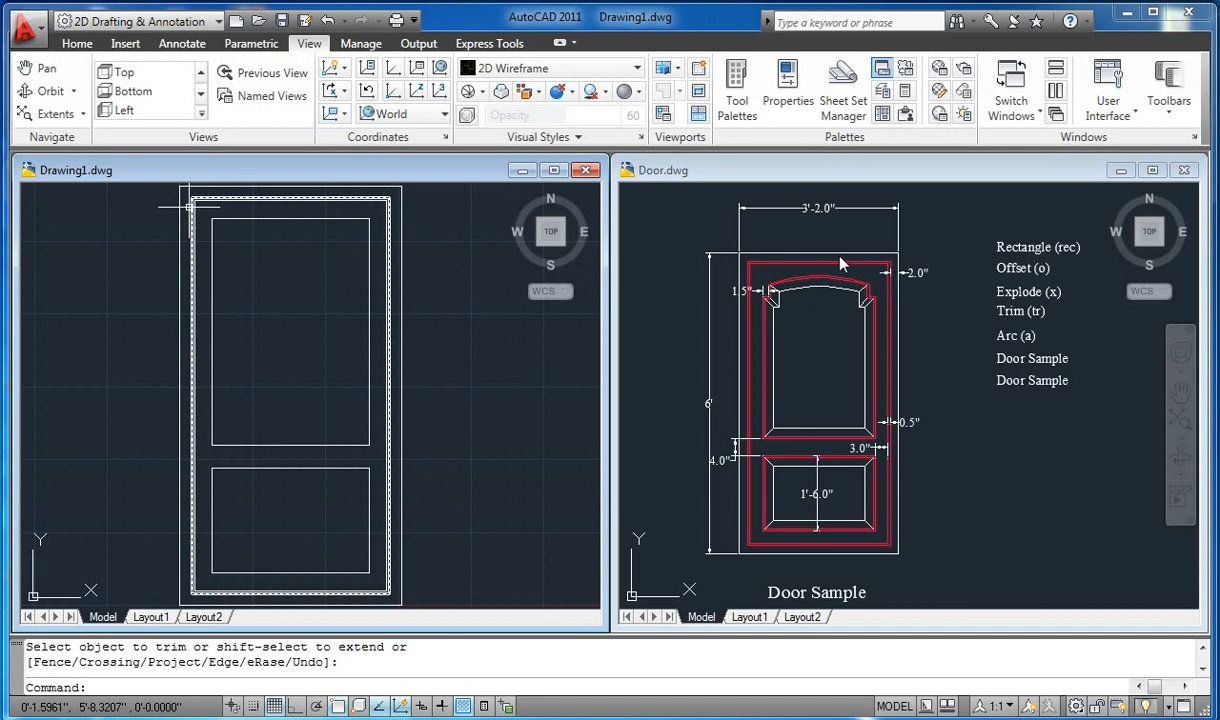 2D Drafting & Annotation
AutoCAD 2011 Drawing1.dwg
Type a keyword or phrase
Home Insert Annotate Parametric View Manage Output Express Tools
Pan
Orbit
Extents
Navigate
Top
Bottom
Left
Views
Previous View
Named Views
World
Coordinates
2D Wireframe
Opacity 60
Visual Styles
Viewports
Tool Palettes
Properties
Sheet Set Manager
Palettes
Switch Windows
Windows
User Interface
Toolbars
Drawing1.dwg
N
W TOP E
S
WCS
Y
X
Model Layout1 Layout2
Door.dwg
3'-2.0"
2.0"
1.5"
6'
0.5"
3.0"
4.0"
1'-6.0"
Door Sample
Rectangle (rec)
Offset (o)
Explode (x)
Trim (tr)
Arc (a)
Door Sample
Door Sample
N
W TOP E
S
WCS
Y
X
Model Layout1 Layout2
Select object to trim or shift-select to extend or
[Fence/Crossing/Project/Edge/eRase/Undo]:
Command:
0'-1.5961", 5'-8.3207", 0'-0.0000"
MODEL
1:1